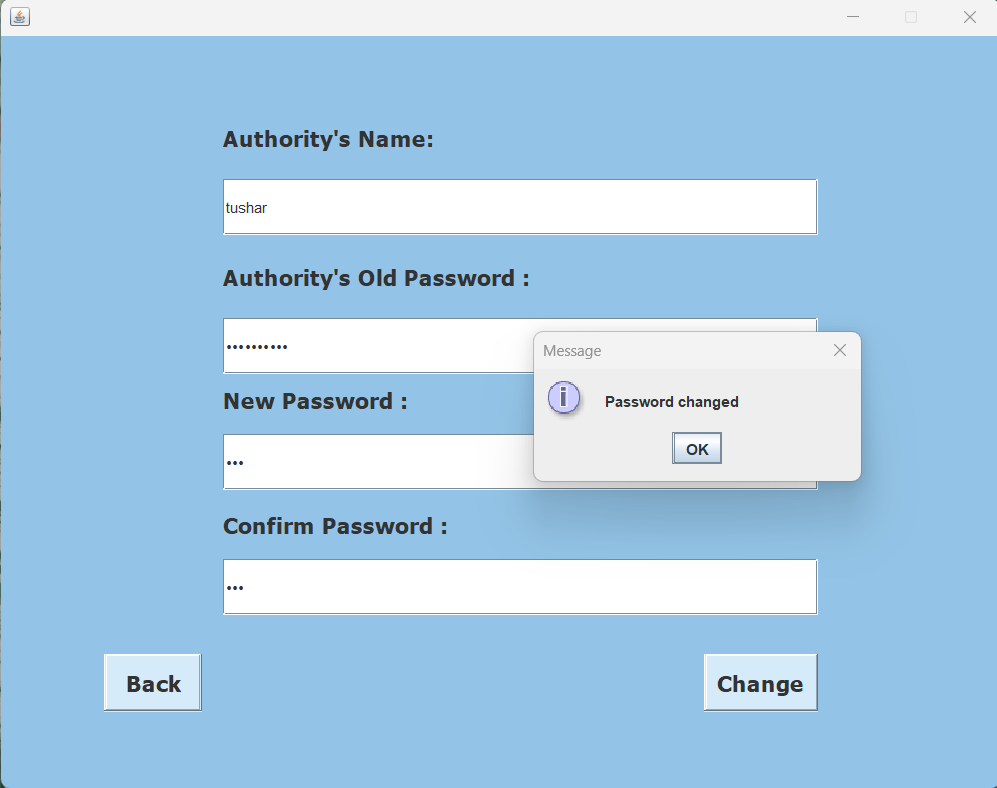 Authority's Name:
tushar
Authority's Old Password :
••••••••••
Message
i
Password changed
OK
New Password :
•••
Confirm Password :
•••
Back
Change